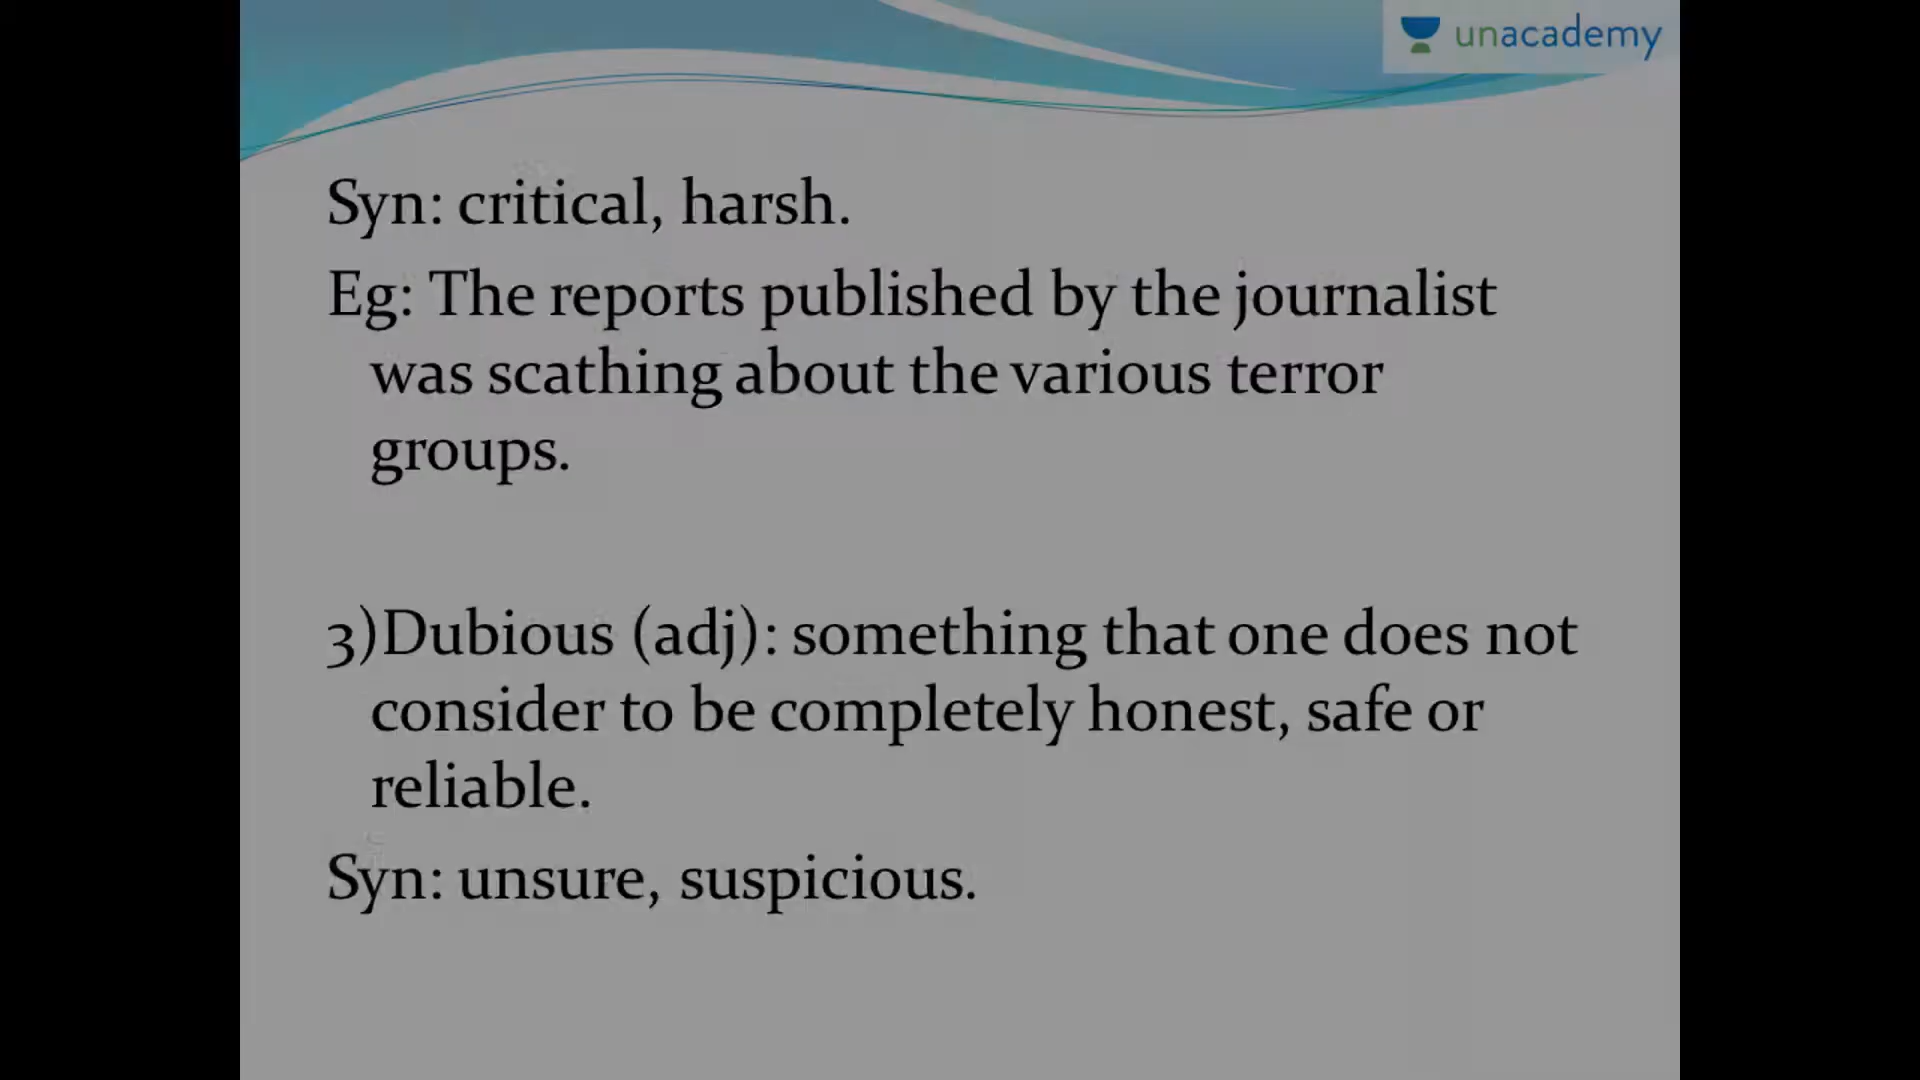 unacademy
Syn: critical, harsh.
Eg: The reports published by the journalist
was scathing about the various terror
groups.
3)Dubious (adj): something that one does not
consider to be completely honest, safe or
reliable.
Syn: unsure, suspicious.